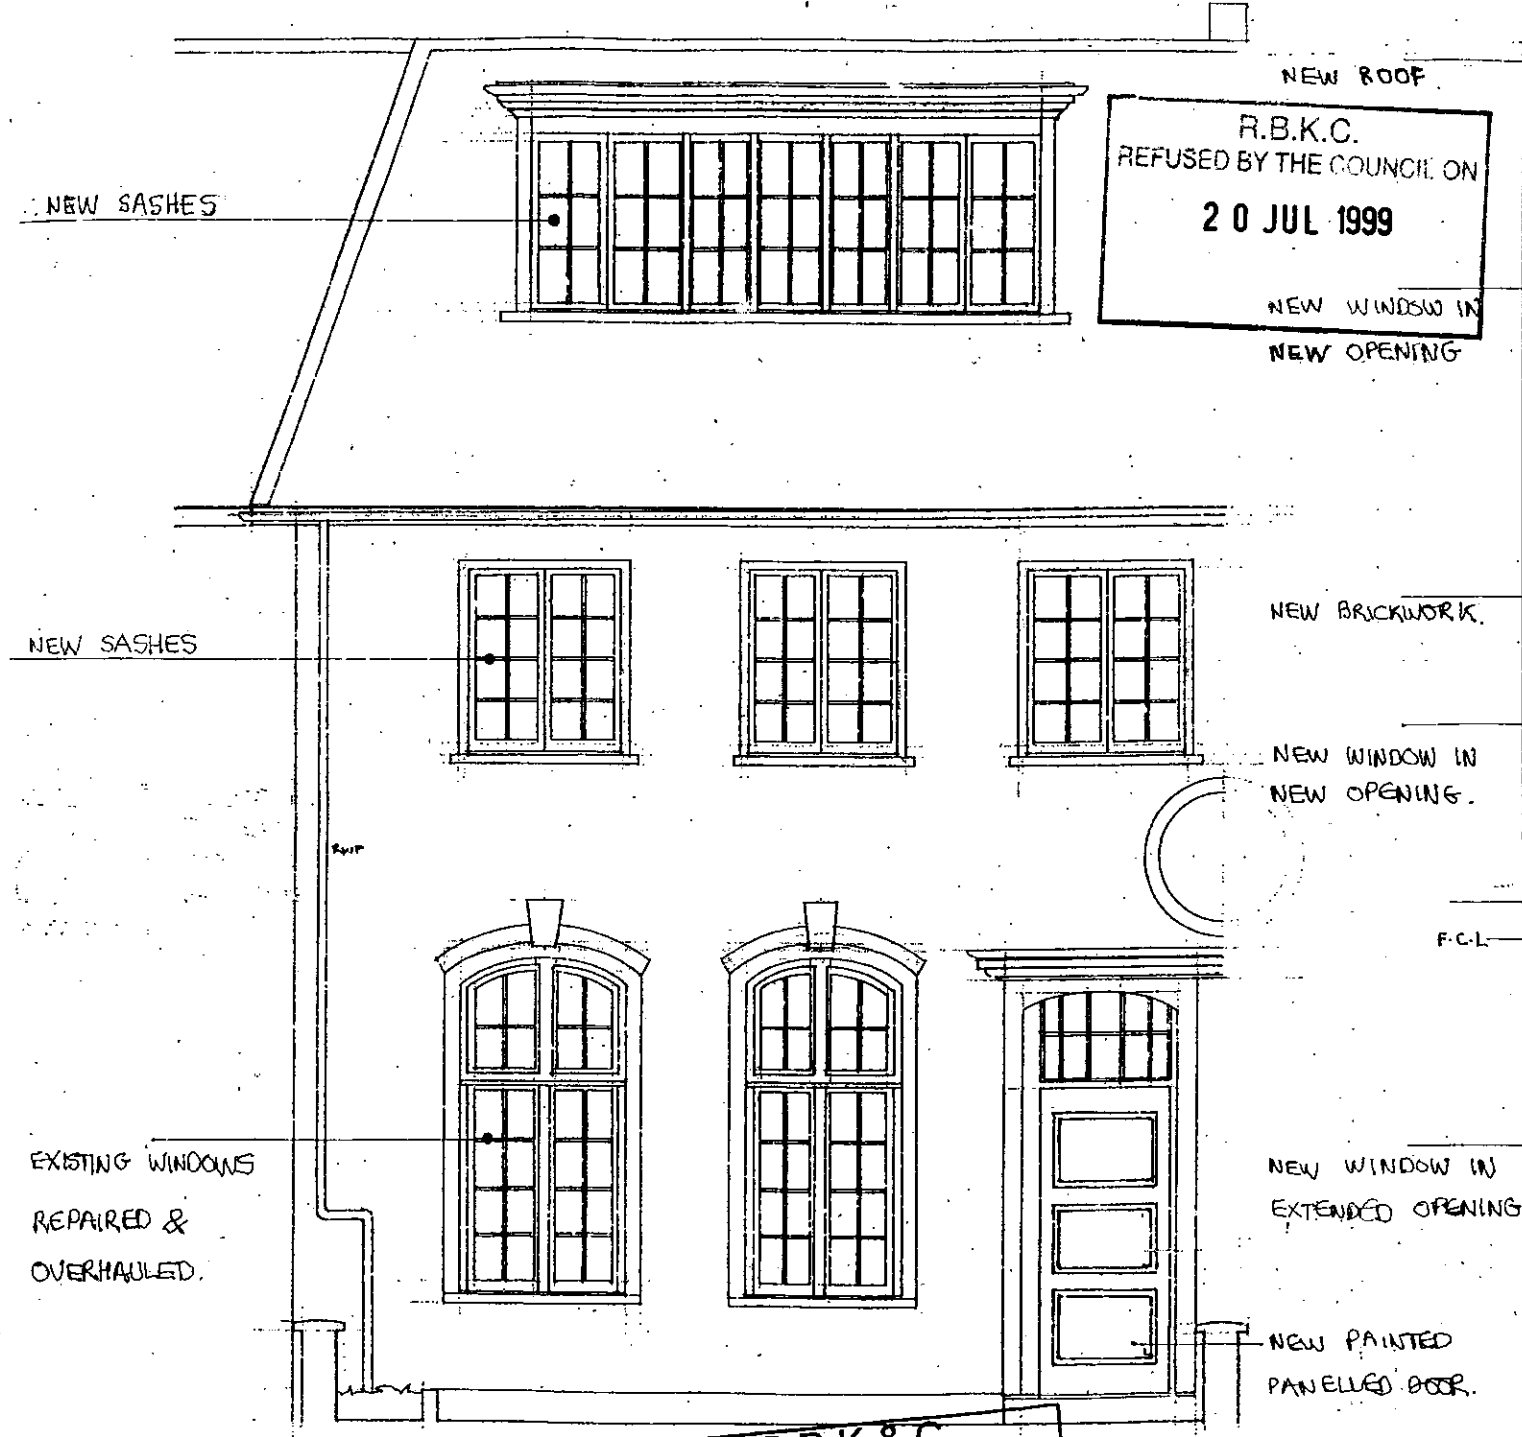 NEW ROOF.
R.B.K.C.
REFUSED BY THE COUNCIL ON
20 JUL 1999
NEW SASHES
NEW WINDOW IN
NEW OPENING
NEW BRICKWORK.
NEW SASHES
NEW WINDOW IN
NEW OPENING.
RWP
F.C.L
EXISTING WINDOWS
REPAIRED &
OVERHAULED.
NEW WINDOW IN
EXTENDED OPENING
NEW PAINTED
PANELLED DOOR.